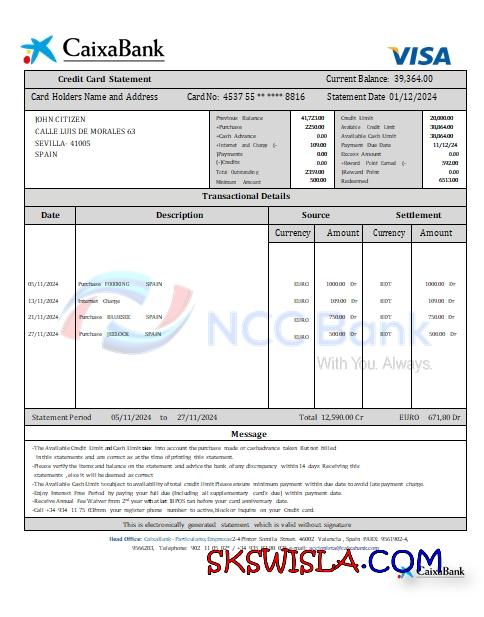 CaixaBank
VISA
Credit Card Statement Current Balance: 39,364.00
Card Holders Name and Address Card No: 4537 55 ** **** 8816 Statement Date 01/12/2024
JOHN CITIZEN
CALLE LUIS DE MORALES 63
SEVILLA- 41005
SPAIN
Previous Balance 41,723.00 Credit Limit 20,000.00
+Purchase 2250.00 Available Credit Limit 38,864.00
+Cash Advance 0.00 Available Cash Limit 38,864.00
+Interest and Charge (- 109.00 Payment Due Date 11/12/24
)Payments 0.00 Excess Amount 0.00
(-)Credits 0.00 +Reward Point Earned (- 592.00
Total Outstanding 2359.00 )Reward Point 0.00
Minimum Amount 500.00 Redeemed 6513.00
Transactional Details
Date Description Source Settlement
Currency Amount Currency Amount
05/11/2024 Purchase FOODKING SPAIN EURO 1000.00 Dr BDT 1000.00 Dr
13/11/2024 Interest Charge EURO 109.00 Dr BDT 109.00 Dr
21/11/2024 Purchase SPAIN EURO 750.00 Dr BDT 750.00 Dr
27/11/2024 Purchase SPAIN EURO 500.00 Dr BDT 500.00 Dr
NCC Bank
With You. Always.
Statement Period 05/11/2024 to 27/11/2024 Total 12,590.00 Cr EURO 671,80 Dr
Message
-The Available Credit Limit and Cash Limit takes into account the purchase made or cash advance taken But not billed
in this statements and are correct as at the time of printing this statement.
-Please verify the items and balance on the statement and advice the bank of any discrepancy within 14 days Receiving this
statements , else it will be deemed as correct
-The Available Cash Limit is subject to availability of total credit limit Please ensure minimum payment within due date to avoid late payment charge.
-Enjoy Interest Free Period by paying your full due (Including all supplementary card's due) within payment date.
-Receive Annual Fee Waiver from 2nd year with at last 18 POS tan before your card anniversary date.
-Call +34 934 11 75 03 from your register phone number to active, block or inquire on your Credit card.
This is electronically generated statement which is valid without signature
Head Office: CaixaBank - Particulares, Empresas 2-4 Pintor Sorolla Street. 46002 Valencia , Spain PABX: 9561902-4,
9566283, Telephone: 902 11 05 82
SKSWISLA.COM
CaixaBank